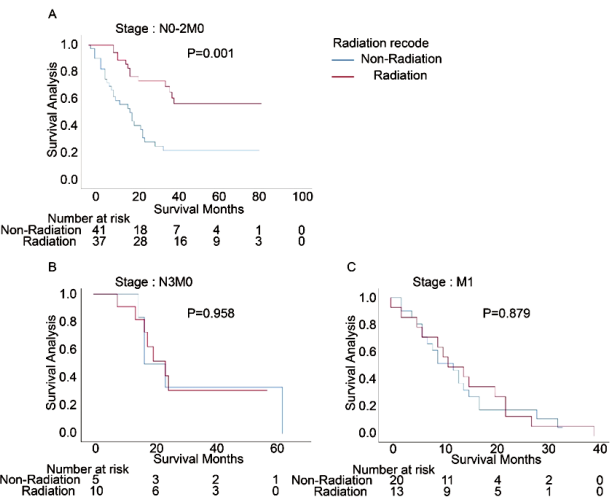 A
Stage : N0-2M0
P=0.001
Radiation recode
Non-Radiation
Radiation
Survival Analysis
1.0
0.8
0.6
0.4
0.2
0.0
0 20 40 60 80 100
Survival Months
Number at risk
Non-Radiation 41 18 7 4 1 0
Radiation 37 28 16 9 3 0
B
Stage : N3M0
P=0.958
Survival Analysis
1.0
0.8
0.6
0.4
0.2
0.0
0 20 40 60
Survival Months
Number at risk
Non-Radiation 5 3 2 1
Radiation 10 6 3 0
C
Stage : M1
P=0.879
Survival Analysis
1.0
0.8
0.6
0.4
0.2
0.0
0 10 20 30 40
Survival Months
Number at risk
Non-Radiation 20 11 4 2 0
Radiation 13 9 5 1 0